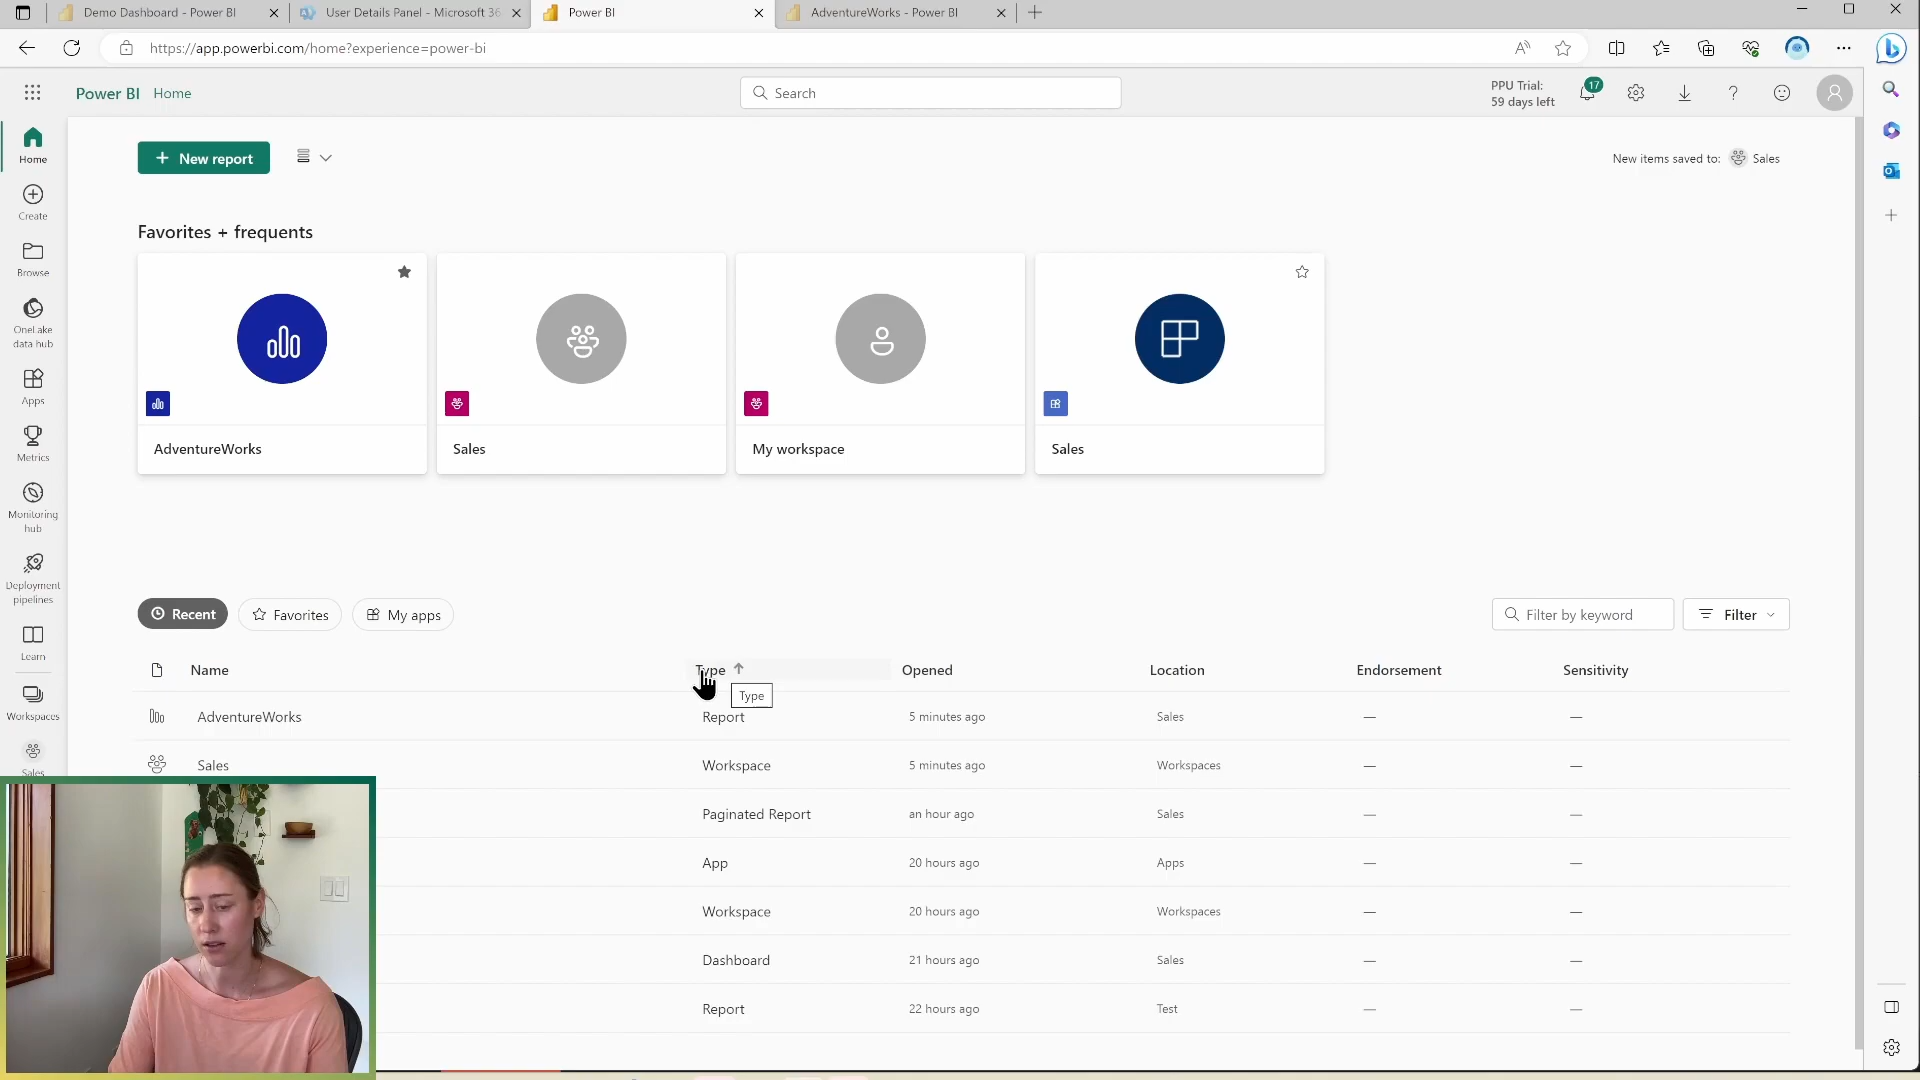 Demo Dashboard - Power BI
User Details Panel - Microsoft 36
Power BI
AdventureWorks - Power BI
https://app.powerbi.com/home?experience=power-bi
Power BI Home
Search
PPU Trial:
59 days left
17
Home
Create
Browse
OneLake
data hub
Apps
Metrics
Monitoring
hub
Deployment
pipelines
Learn
Workspaces
Sales
New report
New items saved to: Sales
Favorites + frequents
AdventureWorks
Sales
My workspace
Sales
Recent
Favorites
My apps
Filter by keyword
Filter
Name Type Opened Location Endorsement Sensitivity
Type
AdventureWorks Report 5 minutes ago Sales — —
Sales Workspace 5 minutes ago Workspaces — —
Paginated Report an hour ago Sales — —
App 20 hours ago Apps — —
Workspace 20 hours ago Workspaces — —
Dashboard 21 hours ago Sales — —
Report 22 hours ago Test — —